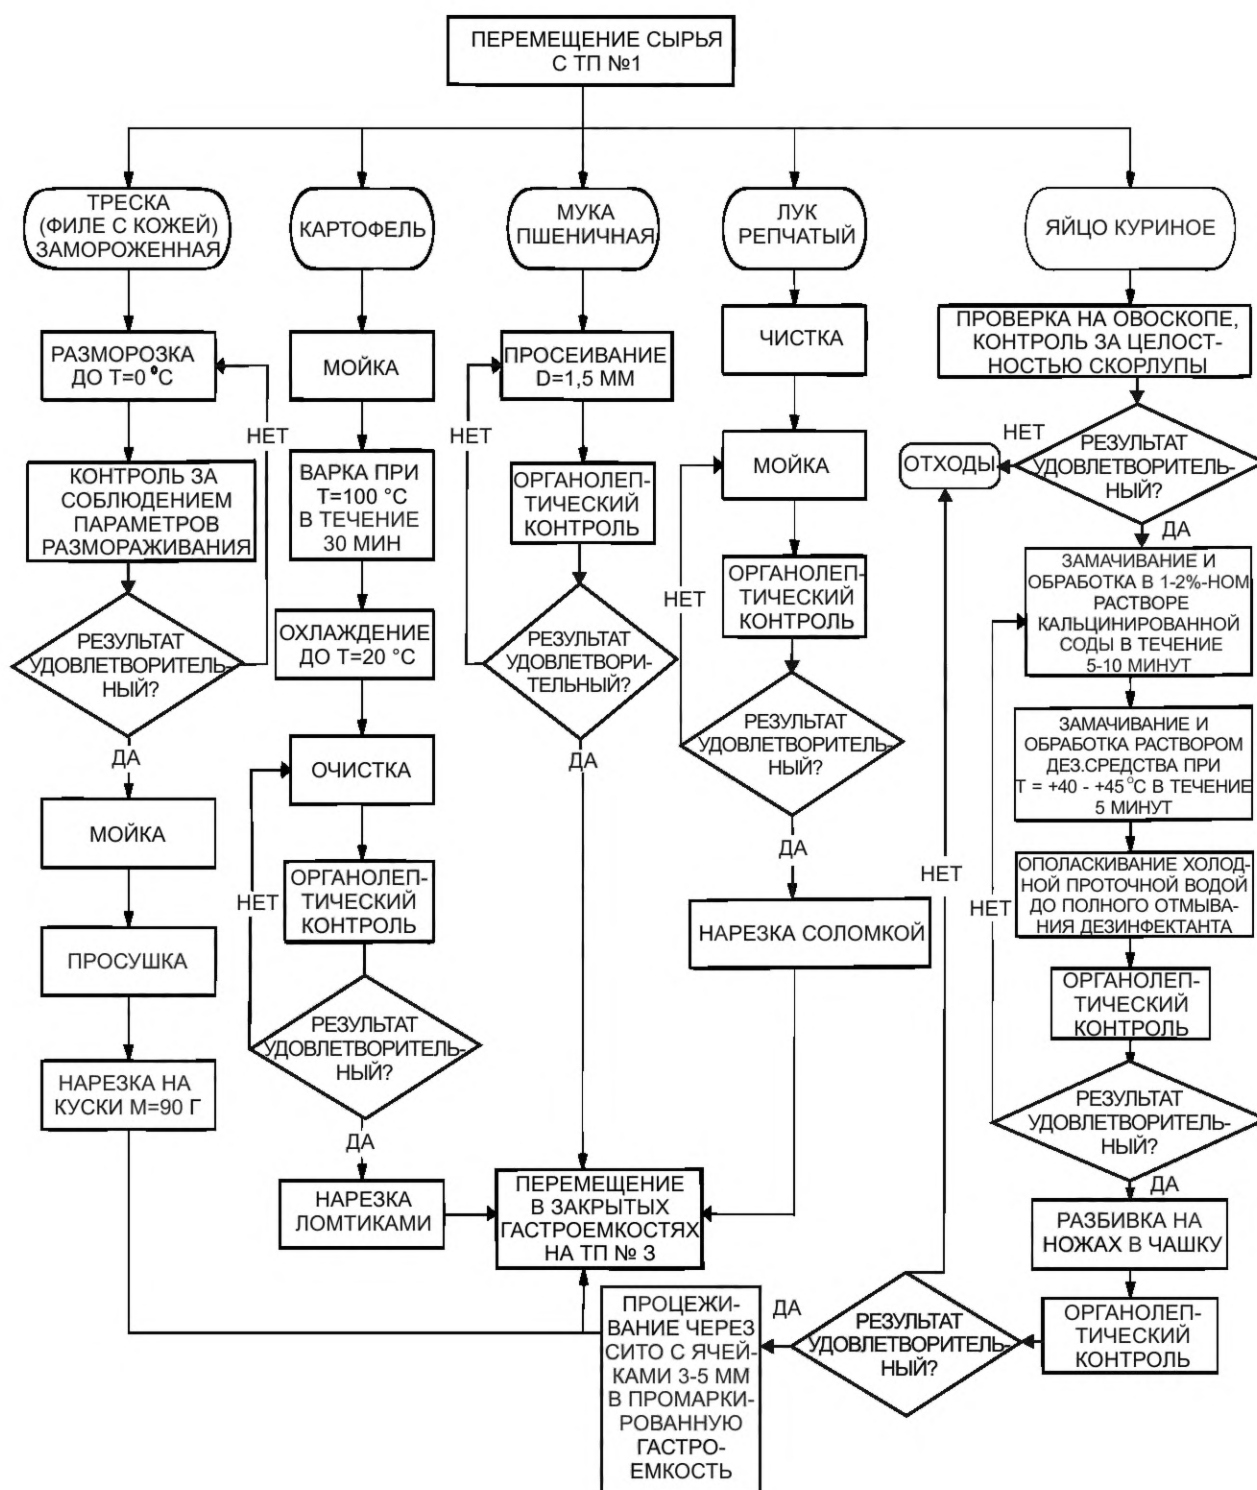 ПЕРЕМЕЩЕНИЕ СЫРЬЯ
С ТП №1
ТРЕСКА
(ФИЛЕ С КОЖЕЙ)
ЗАМОРОЖЕННАЯ
РАЗМОРОЗКА
ДО Т=0 °С
НЕТ
КОНТРОЛЬ ЗА
СОБЛЮДЕНИЕМ
ПАРАМЕТРОВ
РАЗМОРАЖИВАНИЯ
РЕЗУЛЬТАТ
УДОВЛЕТВОРИТЕЛЬ-
НЫЙ?
ДА
МОЙКА
ПРОСУШКА
НАРЕЗКА НА
КУСКИ М=90 Г
КАРТОФЕЛЬ
МОЙКА
ВАРКА ПРИ
Т=100 °С
В ТЕЧЕНИЕ
30 МИН
ОХЛАЖДЕНИЕ
ДО Т=20 °С
ОЧИСТКА
НЕТ
ОРГАНОЛЕП-
ТИЧЕСКИЙ
КОНТРОЛЬ
РЕЗУЛЬТАТ
УДОВЛЕТВОРИТЕЛЬ-
НЫЙ?
ДА
НАРЕЗКА
ЛОМТИКАМИ
МУКА
ПШЕНИЧНАЯ
ПРОСЕИВАНИЕ
D=1,5 ММ
НЕТ
ОРГАНОЛЕП-
ТИЧЕСКИЙ
КОНТРОЛЬ
РЕЗУЛЬТАТ
УДОВЛЕТВОРИ-
ТЕЛЬНЫЙ?
ДА
ПЕРЕМЕЩЕНИЕ
В ЗАКРЫТЫХ
ГАСТРОЕМКОСТЯХ
НА ТП № 3
ЛУК
РЕПЧАТЫЙ
ЧИСТКА
МОЙКА
НЕТ
ОРГАНОЛЕП-
ТИЧЕСКИЙ
КОНТРОЛЬ
РЕЗУЛЬТАТ
УДОВЛЕТВОРИТЕЛЬ-
НЫЙ?
ДА
НАРЕЗКА СОЛОМКОЙ
ЯЙЦО КУРИНОЕ
ПРОВЕРКА НА ОВОСКОПЕ,
КОНТРОЛЬ ЗА ЦЕЛОСТ-
НОСТЬЮ СКОРЛУПЫ
НЕТ
ОТХОДЫ
РЕЗУЛЬТАТ
УДОВЛЕТВОРИТЕЛЬ-
НЫЙ?
ДА
ЗАМАЧИВАНИЕ И
ОБРАБОТКА В 1-2%-НОМ
РАСТВОРЕ
КАЛЬЦИНИРОВАННОЙ
СОДЫ В ТЕЧЕНИЕ
5-10 МИНУТ
ЗАМАЧИВАНИЕ И
ОБРАБОТКА РАСТВОРОМ
ДЕЗ.СРЕДСТВА ПРИ
Т = +40 - +45°С В ТЕЧЕНИЕ
5 МИНУТ
НЕТ
НЕТ
ОПОЛАСКИВАНИЕ ХОЛОД-
НОЙ ПРОТОЧНОЙ ВОДОЙ
ДО ПОЛНОГО ОТМЫВА-
НИЯ ДЕЗИНФЕКТАНТА
ОРГАНОЛЕП-
ТИЧЕСКИЙ
КОНТРОЛЬ
РЕЗУЛЬТАТ
УДОВЛЕТВОРИТЕЛЬ-
НЫЙ?
ДА
РАЗБИВКА НА
НОЖАХ В ЧАШКУ
ОРГАНОЛЕП-
ТИЧЕСКИЙ
КОНТРОЛЬ
РЕЗУЛЬТАТ
УДОВЛЕТВОРИТЕЛЬ-
НЫЙ?
ДА
ПРОЦЕЖИ-
ВАНИЕ ЧЕРЕЗ
СИТО С ЯЧЕЙ-
КАМИ 3-5 ММ
В ПРОМАРКИ-
РОВАННУЮ
ГАСТРО-
ЕМКОСТЬ